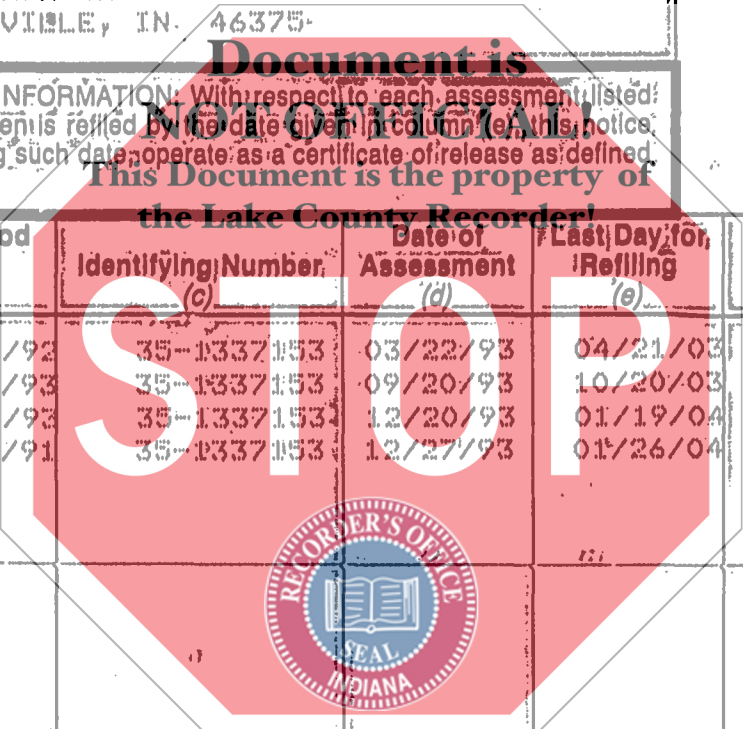 VILLE, IN 46375-
Document is
NFORMATION: With respect to each assessment listed
NOT OFFICIAL!
en is refiled by the date given in column (e), this notice
g such date, operate as a certificate of release as defined
This Document is the property of
the Lake County Recorder!
od Identifying Number (c) Date of Assessment (d) Last Day for Refiling (e)
STOP
/92 35-1337153 03/22/93 04/21/03
/93 35-1337153 09/20/93 10/20/03
/93 35-1337153 12/20/93 01/19/04
/91 35-1337153 12/27/93 01/26/04
RECORDER'S OFFICE
SEAL
INDIANA